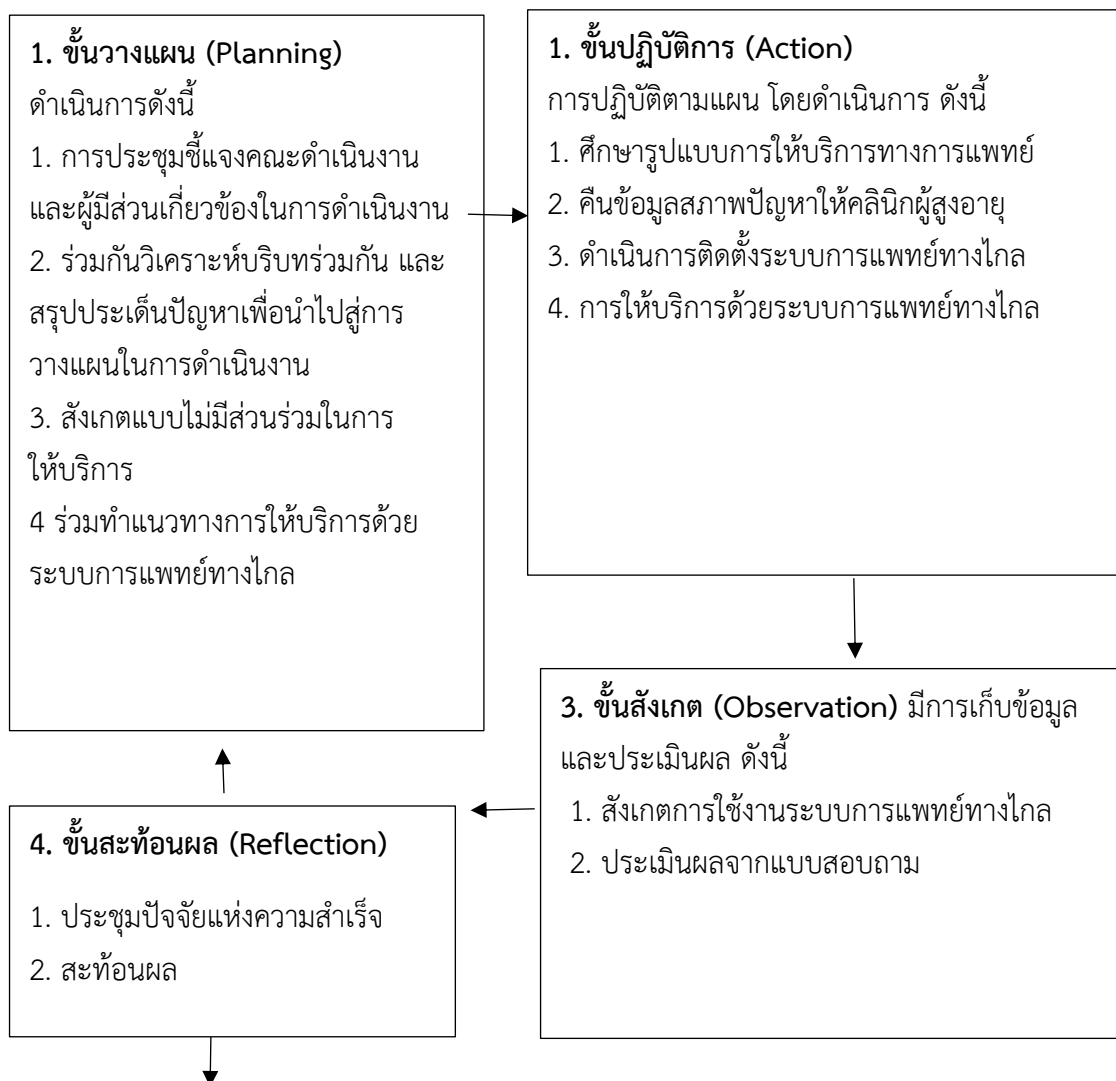 1. ขั้นวางแผน (Planning)
ดำเนินการดังนี้
1. การประชุมชี้แจงคณะดำเนินงาน
และผู้มีส่วนเกี่ยวข้องในการดำเนินงาน
2. ร่วมกันวิเคราะห์บริบทร่วมกัน และ
สรุปประเด็นปัญหาเพื่อนำไปสู่การ
วางแผนในการดำเนินงาน
3. สังเกตแบบไม่มีส่วนร่วมในการ
ให้บริการ
4 ร่วมทำแนวทางการให้บริการด้วย
ระบบการแพทย์ทางไกล
1. ขั้นปฏิบัติการ (Action)
การปฏิบัติตามแผน โดยดำเนินการ ดังนี้
1. ศึกษารูปแบบการให้บริการทางการแพทย์
2. คืนข้อมูลสภาพปัญหาให้คลินิกผู้สูงอายุ
3. ดำเนินการติดตั้งระบบการแพทย์ทางไกล
4. การให้บริการด้วยระบบการแพทย์ทางไกล
3. ขั้นสังเกต (Observation) มีการเก็บข้อมูล
และประเมินผล ดังนี้
1. สังเกตการใช้งานระบบการแพทย์ทางไกล
2. ประเมินผลจากแบบสอบถาม
4. ขั้นสะท้อนผล (Reflection)
1. ประชุมปัจจัยแห่งความสำเร็จ
2. สะท้อนผล